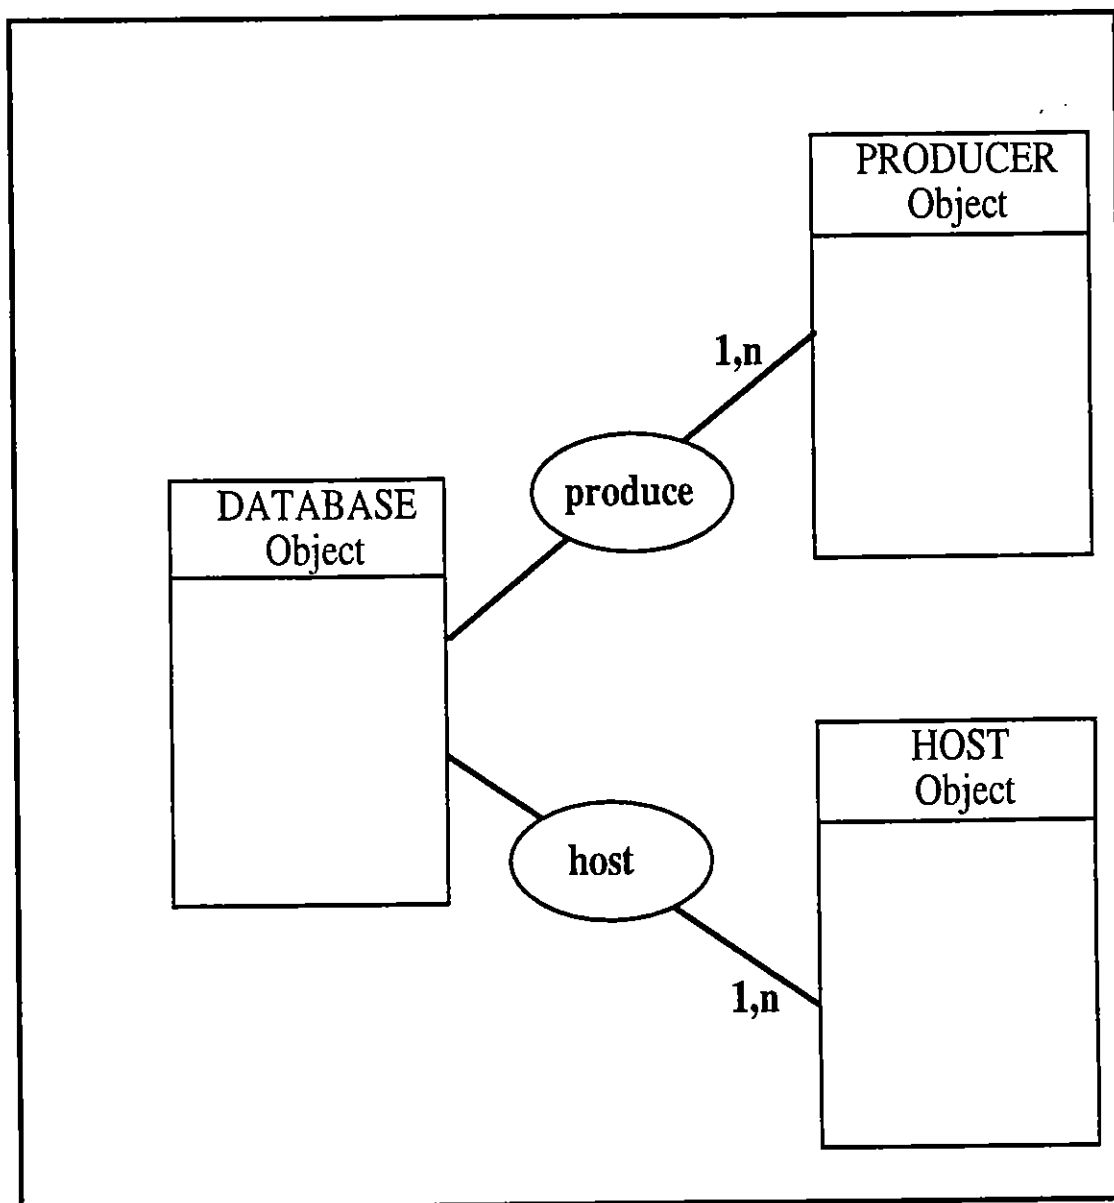 PRODUCER
Object
1,n
produce
DATABASE
Object
HOST
Object
host
1,n